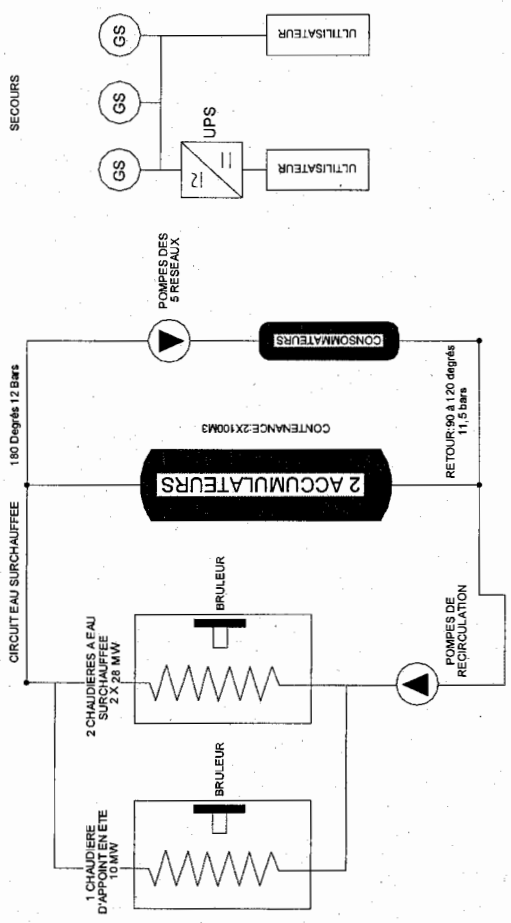 SECOURS
GS
GS
GS
UPS
I2
I1
ULTILISATEUR
ULTILISATEUR
CIRCUIT EAU SURCHAUFFEE
180 Degrés 12 Bars
POMPES DES
5 RESEAUX
CONSOMMATEURS
CONTENANCE:2X100M3
2 ACCUMULATEURS
RETOUR:90 à 120 degrés
11,5 bars
2 CHAUDIERES A EAU
SURCHAUFFEE
2 X 28 MW
BRULEUR
1 CHAUDIERE
D'APPOINT EN ETE
10 MW
BRULEUR
POMPES DE
RECIRCULATION